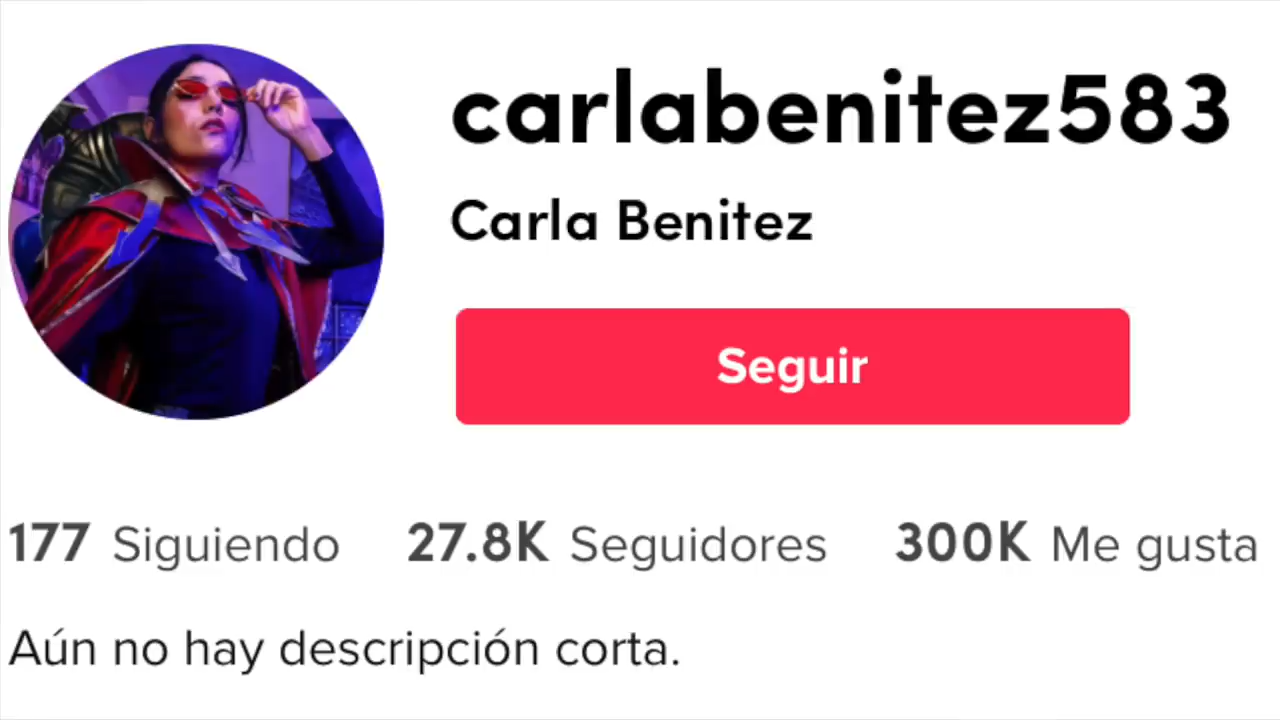 carlabenitez583
Carla Benitez
Seguir
177 Siguiendo 27.8K Seguidores 300K Me gusta
Aún no hay descripción corta.